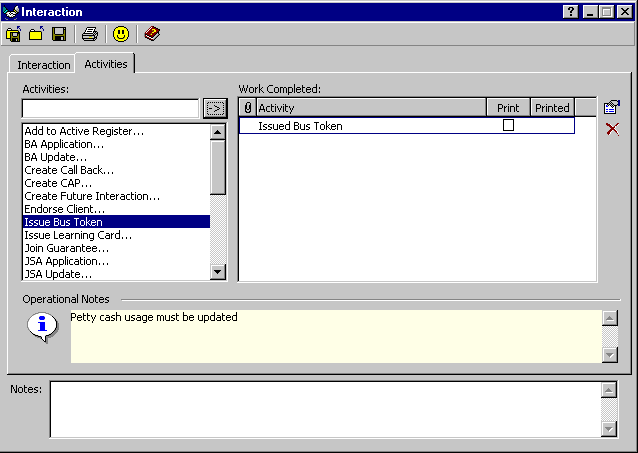 Interaction
Interaction
Activities
Activities:
Work Completed:
->
Activity
Print
Printed
Issued Bus Token
Add to Active Register...
BA Application...
BA Update...
Create Call Back...
Create CAP...
Create Future Interaction...
Endorse Client...
Issue Bus Token
Issue Learning Card...
Join Guarantee...
JSA Application...
JSA Update...
Operational Notes
Petty cash usage must be updated
Notes: